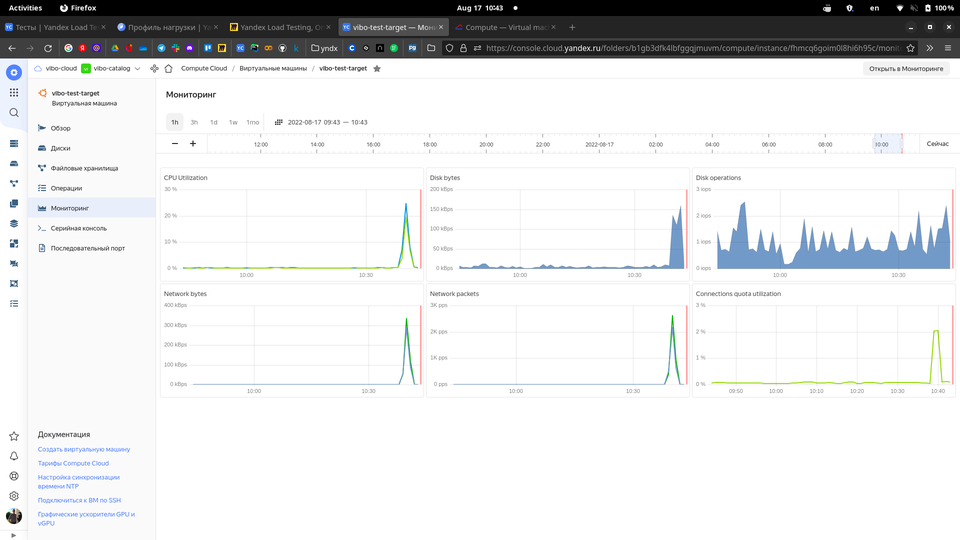 Activities Firefox Aug 17 10:43 en 100 %
Тесты | Yandex Load Te Профиль нагрузки | Ya Yandex Load Testing, Do vibo-test-target — Мони Compute — Virtual mac
yndx https://console.cloud.yandex.ru/folders/b1gb3dfk4lbfgqqjmuvm/compute/instance/fhmcq6goim0l8hi6h95c/moni
vibo-cloud vi vibo-catalog Compute Cloud / Виртуальные машины / vibo-test-target Открыть в Мониторинге
vibo-test-target
Виртуальная машина
Обзор
Диски
Файловые хранилища
Операции
Мониторинг
Серийная консоль
Последовательный порт
Документация
Создать виртуальную машину
Тарифы Compute Cloud
Настройка синхронизации
времени NTP
Подключиться к ВМ по SSH
Графические ускорители GPU и
vGPU
Мониторинг
1h 3h 1d 1w 1mo 2022-08-17 09:43 — 10:43
12:00 14:00 16:00 18:00 20:00 22:00 2022-08-17 02:00 04:00 06:00 08:00 10:00 Сейчас
CPU Utilization
30 %
20 %
10 %
0 %
10:00 10:30
Disk bytes
200 kBps
150 kBps
100 kBps
50 kBps
0 kBps
10:00 10:30
Disk operations
3 iops
2 iops
1 iops
0 iops
10:00 10:30
Network bytes
400 kBps
300 kBps
200 kBps
100 kBps
0 kBps
10:00 10:30
Network packets
3K pps
2K pps
1K pps
0 pps
10:00 10:30
Connections quota utilization
3 %
2 %
1 %
0 %
09:50 10:00 10:10 10:20 10:30 10:40